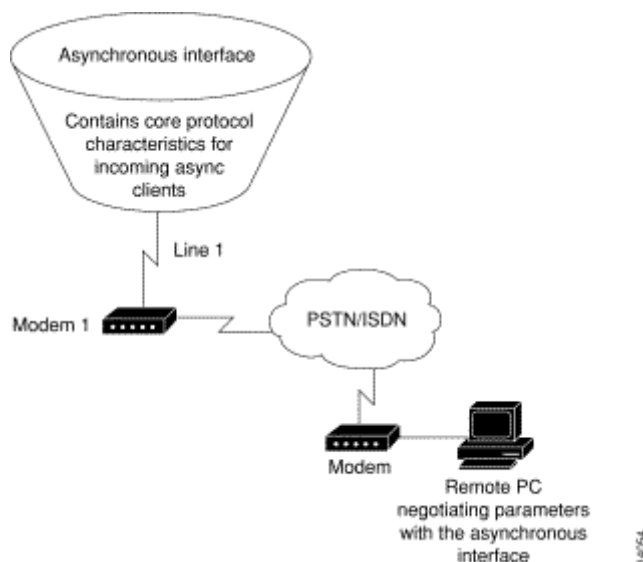 Asynchronous interface
Contains core protocol
characteristics for
incoming async
clients
Line 1
Modem 1
PSTN/ISDN
Modem
Remote PC
negotiating parameters
with the asynchronous
interface